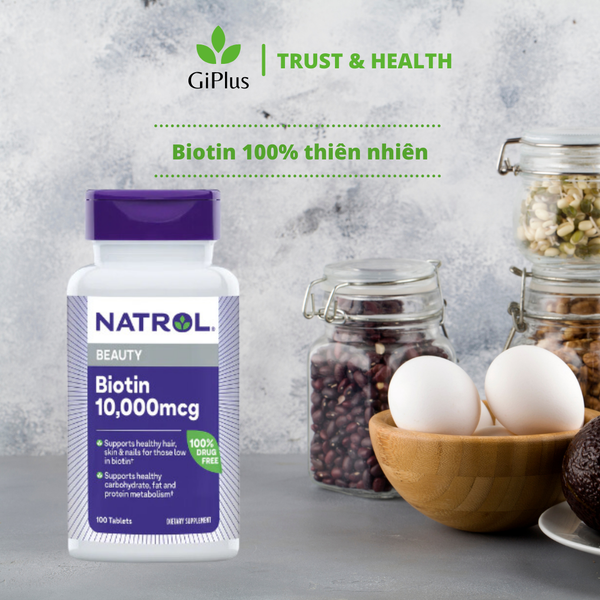 GiPlus
TRUST & HEALTH
Biotin 100% thiên nhiên
NATROL®
BEAUTY
Biotin
10,000mcg
Supports healthy hair,
skin & nails for those low
in biotin†
100%
DRUG
FREE
Supports healthy
carbohydrate, fat and
protein metabolism†
100 Tablets
DIETARY SUPPLEMENT